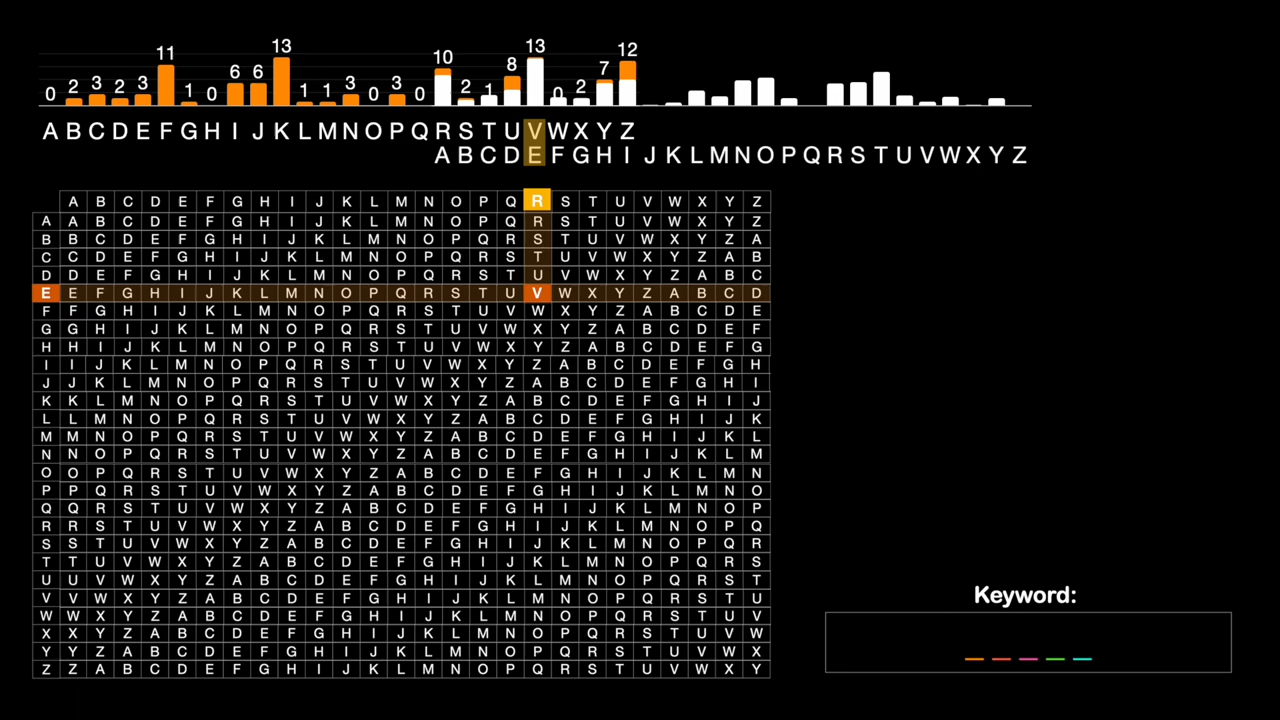 11 13 10 13 12
0 2 3 2 3 1 0 6 6 1 1 3 0 3 0 2 1 8 0 2 7
A B C D E F G H I J K L M N O P Q R S T U V W X Y Z
A B C D E F G H I J K L M N O P Q R S T U V W X Y Z
A B C D E F G H I J K L M N O P Q R S T U V W X Y Z
A A B C D E F G H I J K L M N O P Q R S T U V W X Y Z
B B C D E F G H I J K L M N O P Q R S T U V W X Y Z A
C C D E F G H I J K L M N O P Q R S T U V W X Y Z A B
D D E F G H I J K L M N O P Q R S T U V W X Y Z A B C
E E F G H I J K L M N O P Q R S T U V W X Y Z A B C D
F F G H I J K L M N O P Q R S T U V W X Y Z A B C D E
G G H I J K L M N O P Q R S T U V W X Y Z A B C D E F
H H I J K L M N O P Q R S T U V W X Y Z A B C D E F G
I I J K L M N O P Q R S T U V W X Y Z A B C D E F G H
J J K L M N O P Q R S T U V W X Y Z A B C D E F G H I
K K L M N O P Q R S T U V W X Y Z A B C D E F G H I J
L L M N O P Q R S T U V W X Y Z A B C D E F G H I J K
M M N O P Q R S T U V W X Y Z A B C D E F G H I J K L
N N O P Q R S T U V W X Y Z A B C D E F G H I J K L M
O O P Q R S T U V W X Y Z A B C D E F G H I J K L M N
P P Q R S T U V W X Y Z A B C D E F G H I J K L M N O
Q Q R S T U V W X Y Z A B C D E F G H I J K L M N O P
R R S T U V W X Y Z A B C D E F G H I J K L M N O P Q
S S T U V W X Y Z A B C D E F G H I J K L M N O P Q R
T T U V W X Y Z A B C D E F G H I J K L M N O P Q R S
U U V W X Y Z A B C D E F G H I J K L M N O P Q R S T
V V W X Y Z A B C D E F G H I J K L M N O P Q R S T U
W W X Y Z A B C D E F G H I J K L M N O P Q R S T U V
X X Y Z A B C D E F G H I J K L M N O P Q R S T U V W
Y Y Z A B C D E F G H I J K L M N O P Q R S T U V W X
Z Z A B C D E F G H I J K L M N O P Q R S T U V W X Y
Keyword: